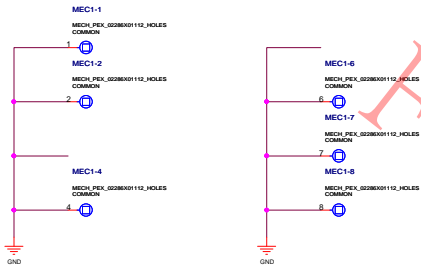 MEC1-1
MECH_PEX_02286X01112_HOLES
COMMON
1
MEC1-2
MECH_PEX_02286X01112_HOLES
COMMON
2
MEC1-4
MECH_PEX_02286X01112_HOLES
COMMON
4
GND
MEC1-6
MECH_PEX_02286X01112_HOLES
COMMON
6
MEC1-7
MECH_PEX_02286X01112_HOLES
COMMON
7
MEC1-8
MECH_PEX_02286X01112_HOLES
COMMON
8
GND